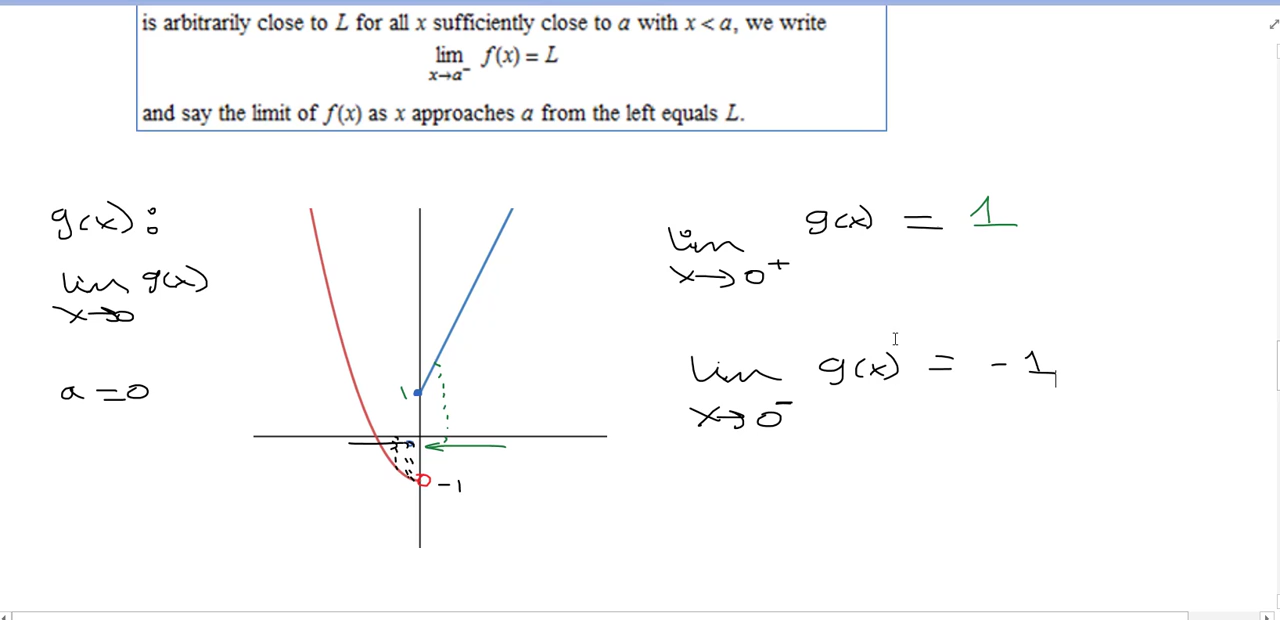 is arbitrarily close to L for all x sufficiently close to a with x < a, we write
lim f(x) = L
x→a⁻
and say the limit of f(x) as x approaches a from the left equals L.
g(x):
lim g(x)
x→0
a = 0
1
-1
lim g(x) = 1
x→0⁺
lim g(x) = -1
x→0⁻